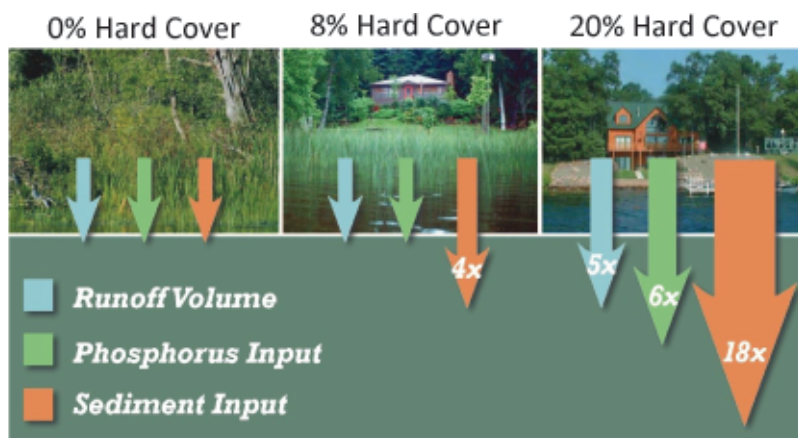 0% Hard Cover
8% Hard Cover
20% Hard Cover
4x
5x
6x
18x
Runoff Volume
Phosphorus Input
Sediment Input